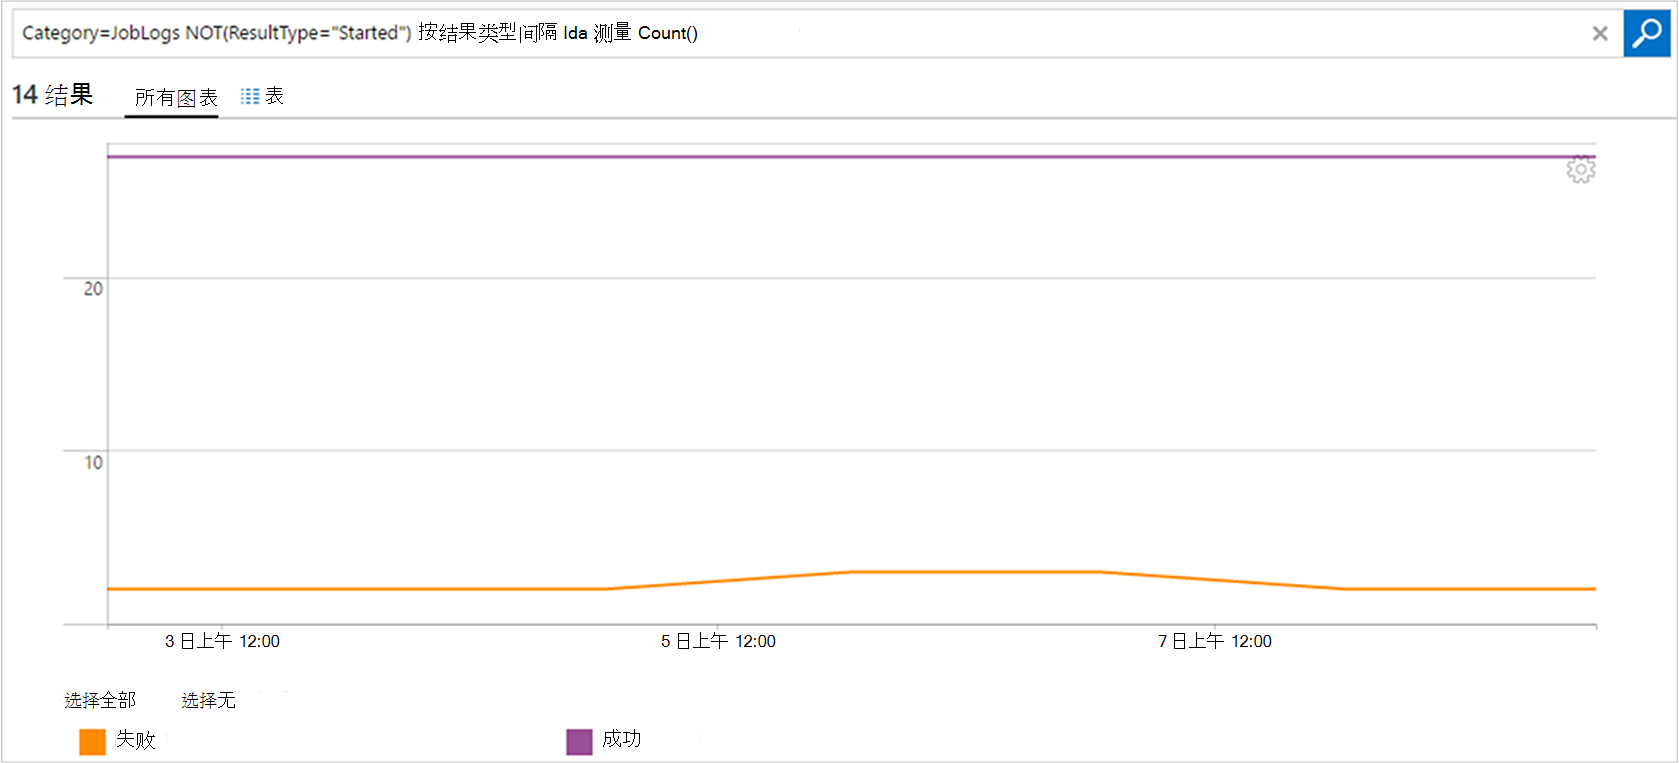 Category=JobLogs NOT(ResultType="Started") 按结果类型间隔 Ida 测量 Count()
14 结果 所有图表 表
20
10
3 日上午 12:00 5 日上午 12:00 7 日上午 12:00
选择全部 选择无
失败 成功